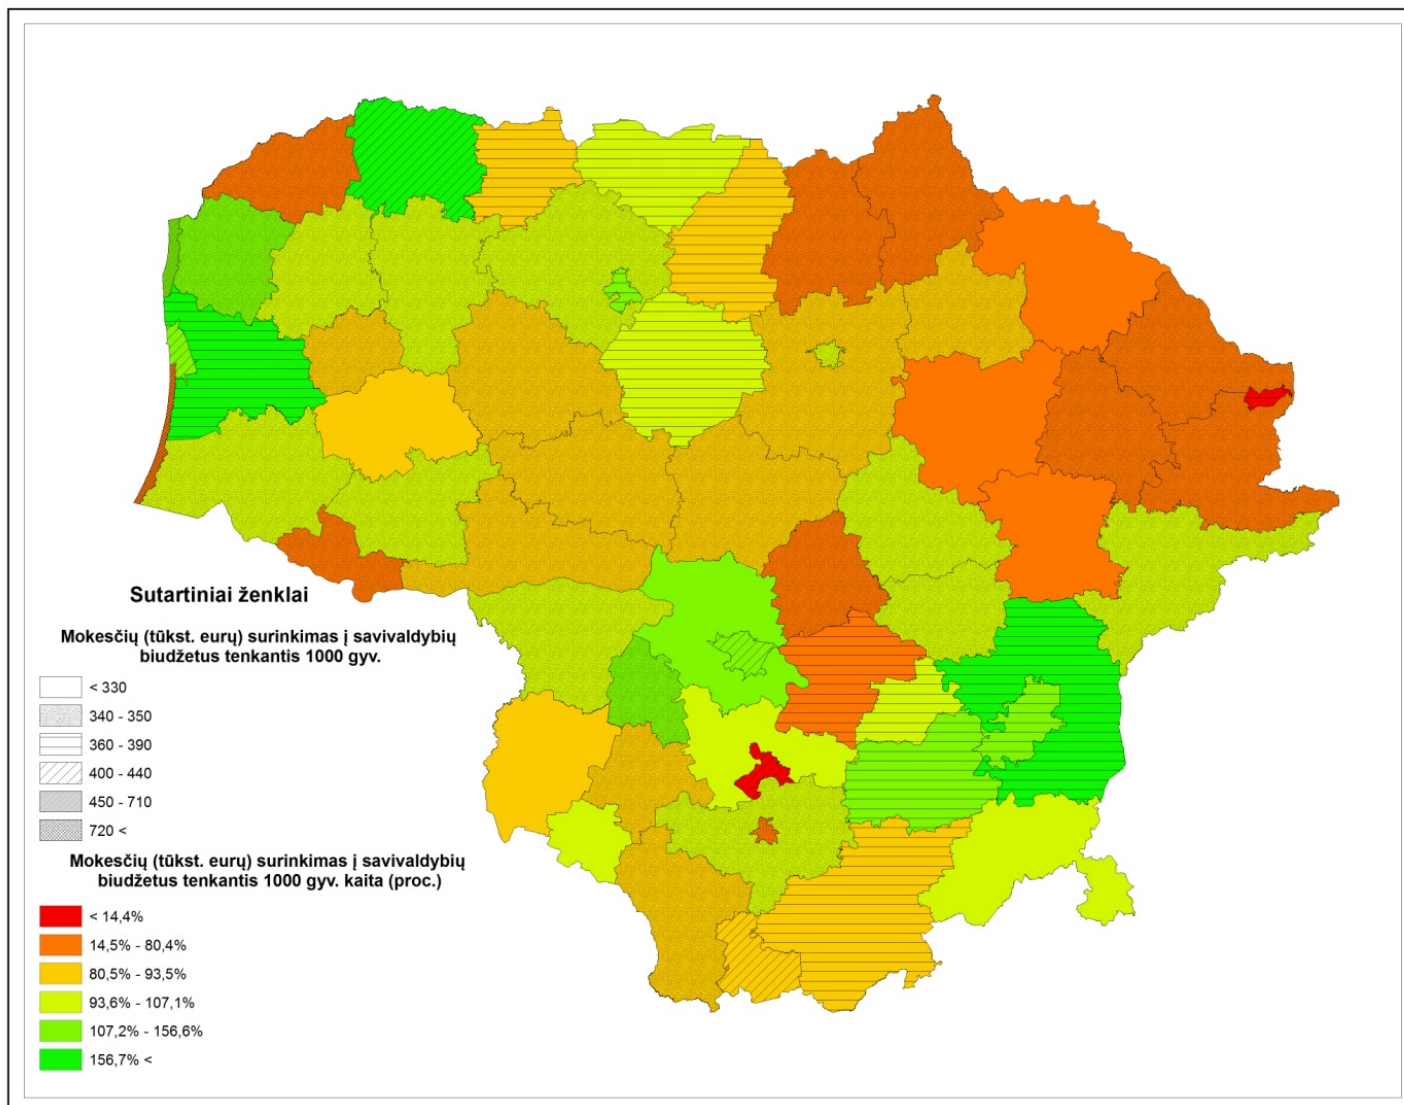 Sutartiniai ženklai
Mokesčių (tūkst. eurų) surinkimas į savivaldybių
biudžetus tenkantis 1000 gyv.
< 330
340 - 350
360 - 390
400 - 440
450 - 710
720 <
Mokesčių (tūkst. eurų) surinkimas į savivaldybių
biudžetus tenkantis 1000 gyv. kaita (proc.)
< 14,4%
14,5% - 80,4%
80,5% - 93,5%
93,6% - 107,1%
107,2% - 156,6%
156,7% <